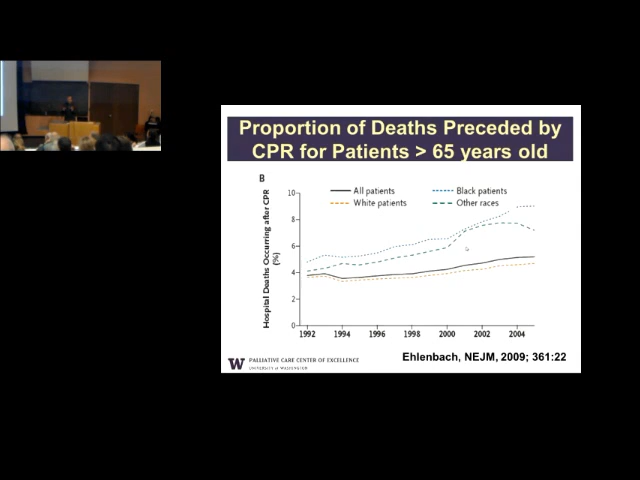 Proportion of Deaths Preceded by
CPR for Patients > 65 years old
B
Hospital Deaths Occurring after CPR
(%)
All patients
Black patients
White patients
Other races
10
8
6
4
2
0
1992
1994
1996
1998
2000
2002
2004
Ehlenbach, NEJM, 2009; 361:22
W PALLIATIVE CARE CENTER OF EXCELLENCE
UNIVERSITY of WASHINGTON